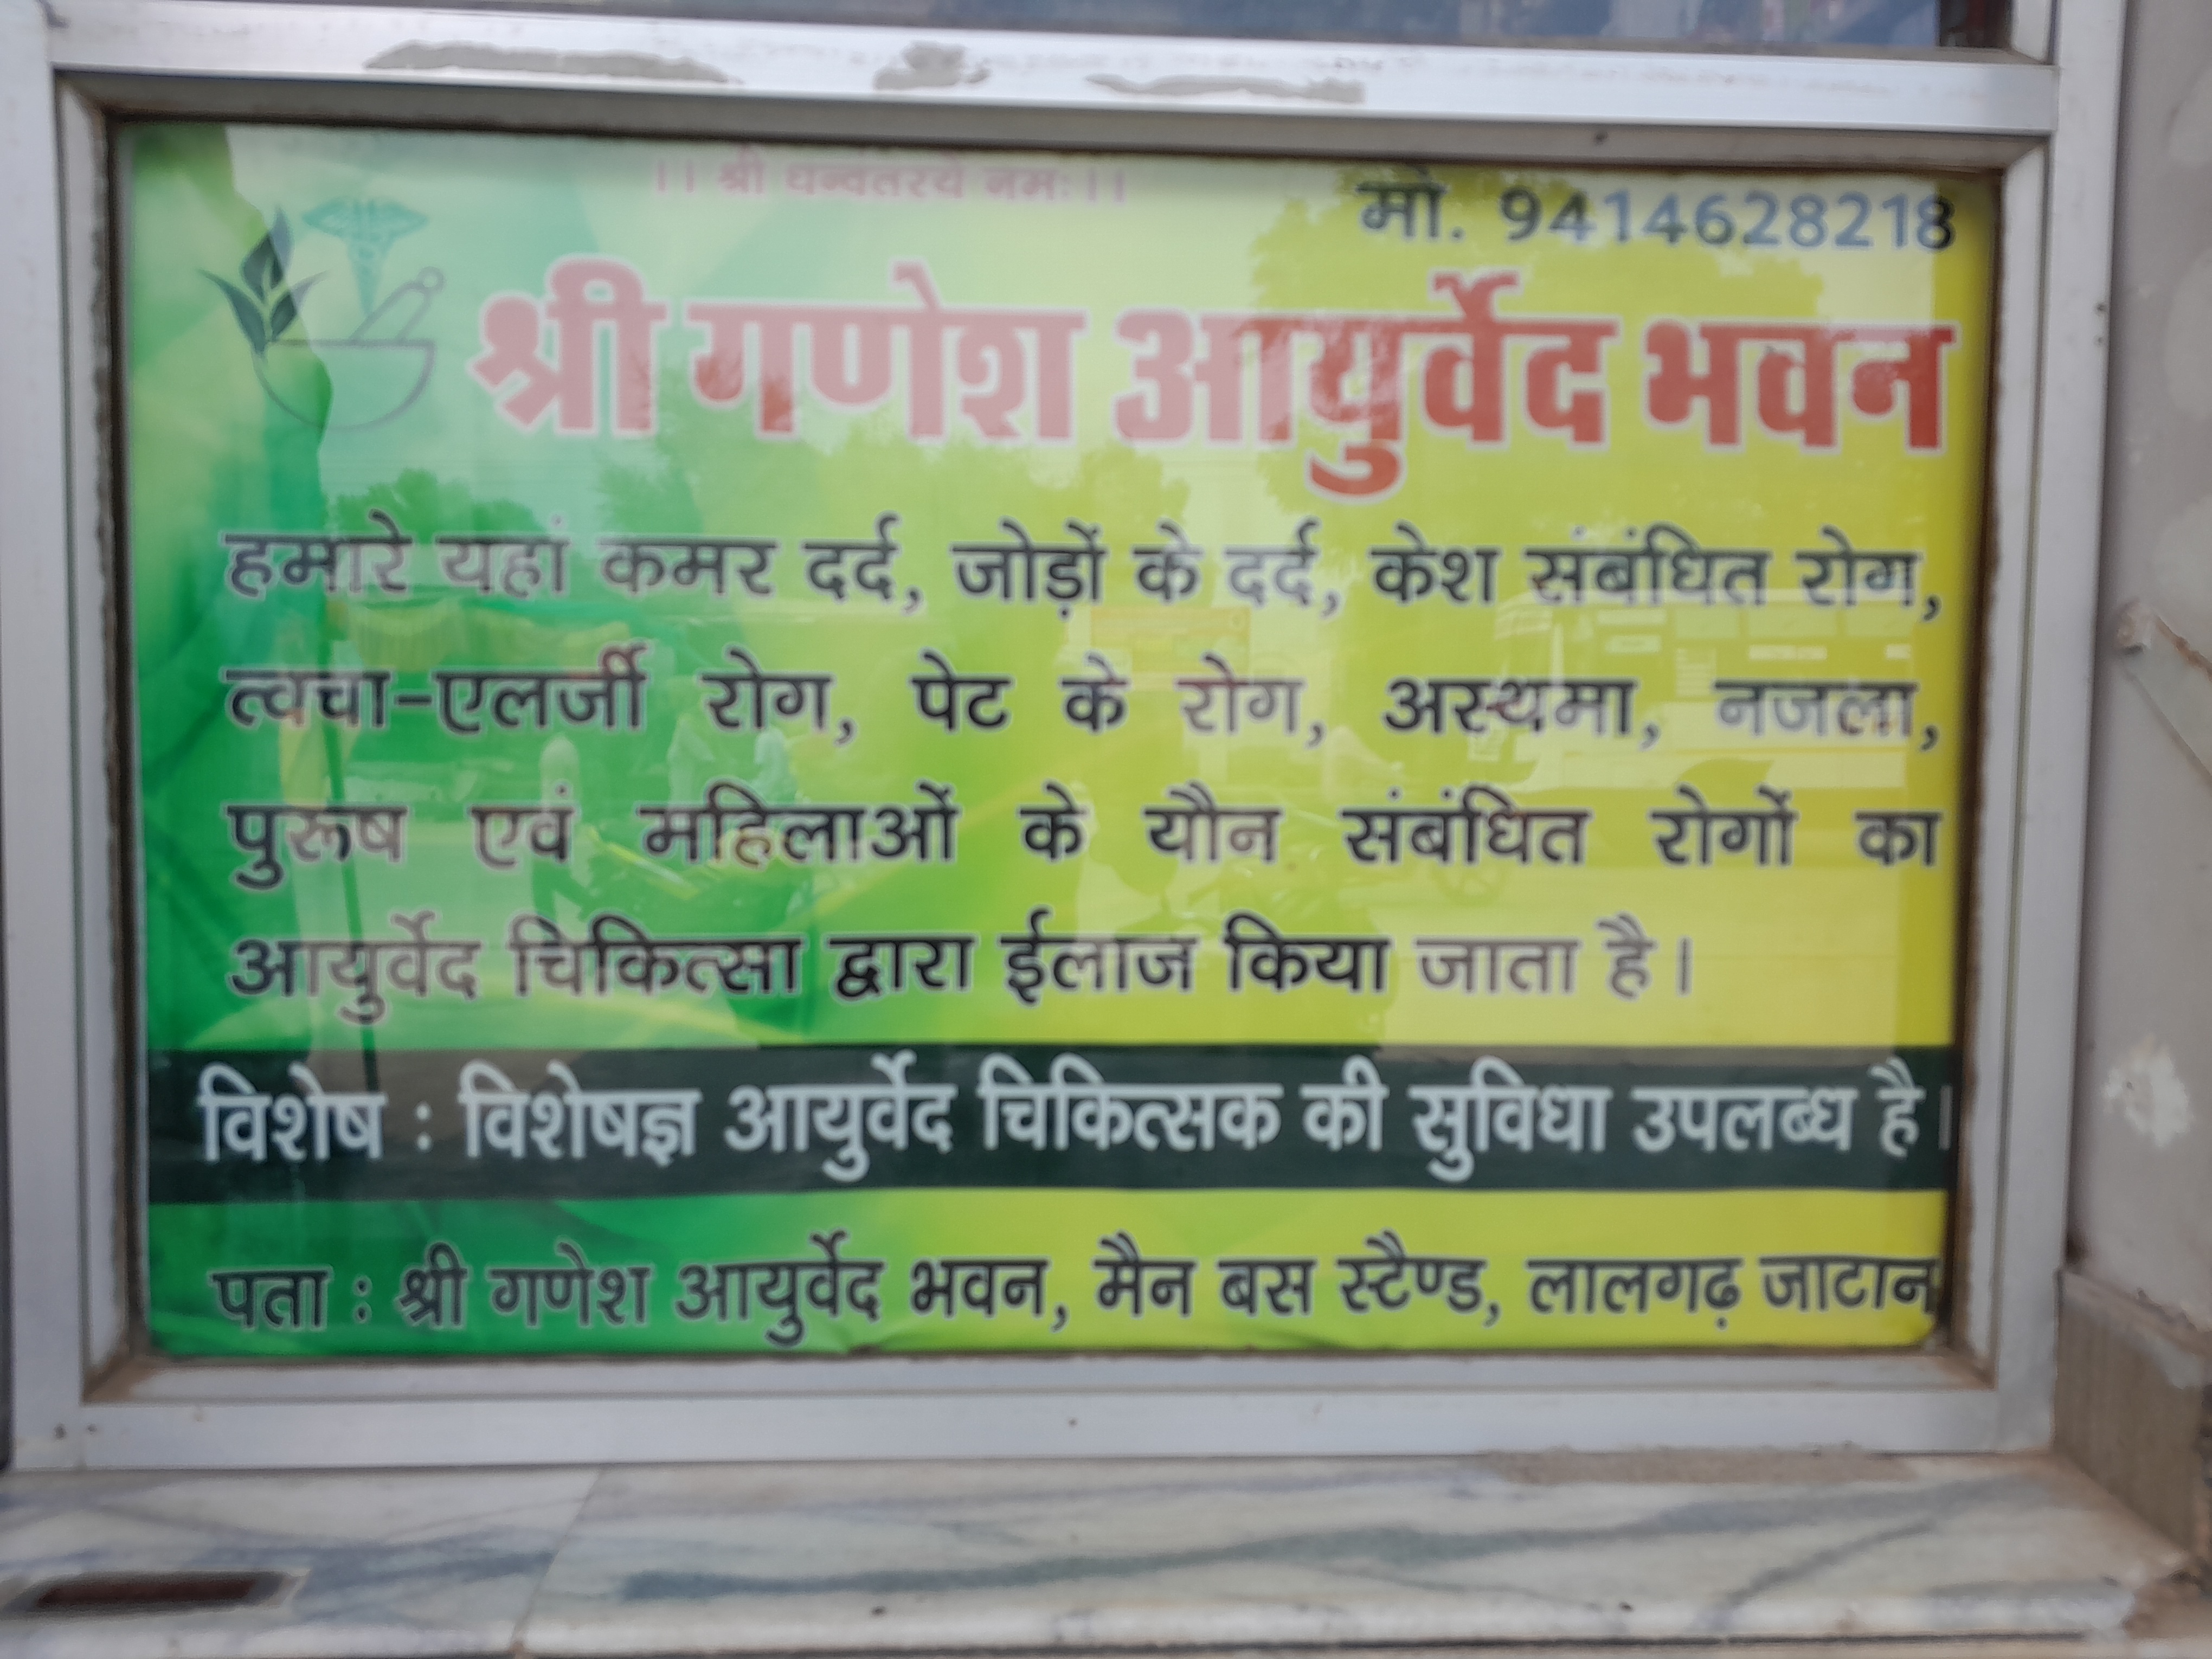 ।। श्री धन्वंतरये नमः।।
मो. 9414628218
श्री गणेश आयुर्वेद भवन
हमारे यहां कमर दर्द, जोड़ों के दर्द, केश संबंधित रोग,
त्वचा-एलर्जी रोग, पेट के रोग, अस्थमा, नजला,
पुरूष एवं महिलाओं के यौन संबंधित रोगों का
आयुर्वेद चिकित्सा द्वारा ईलाज किया जाता है।
विशेष : विशेषज्ञ आयुर्वेद चिकित्सक की सुविधा उपलब्ध है।
पता : श्री गणेश आयुर्वेद भवन, मैन बस स्टैण्ड, लालगढ़ जाटान